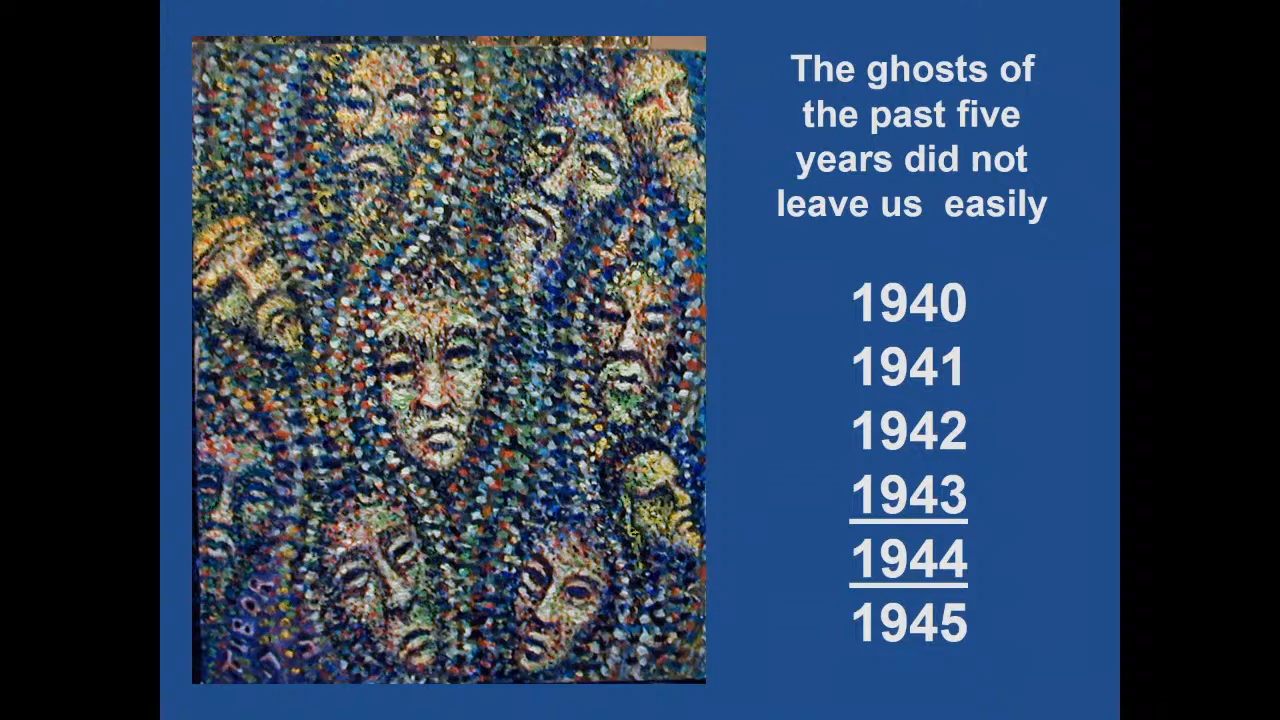 The ghosts of
the past five
years did not
leave us easily
1940
1941
1942
1943
1944
1945